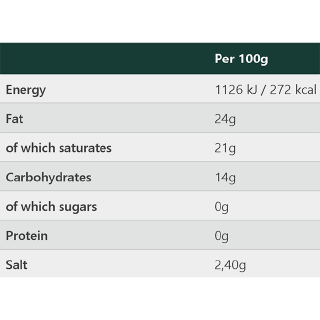 Per 100g
Energy 1126 kJ / 272 kcal
Fat 24g
of which saturates 21g
Carbohydrates 14g
of which sugars 0g
Protein 0g
Salt 2,40g